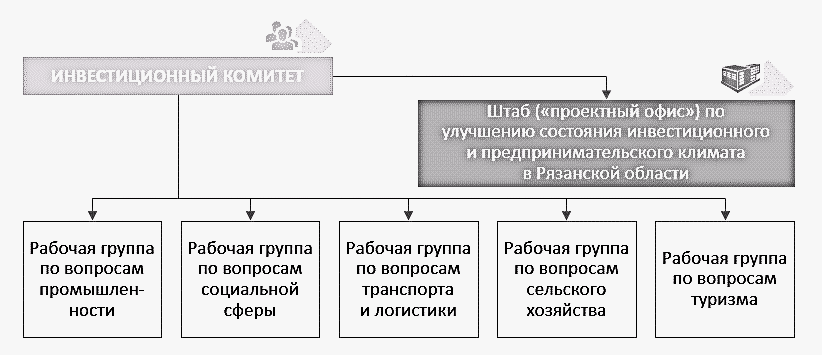 ИНВЕСТИЦИОННЫЙ КОМИТЕТ
Штаб («проектный офис») по
улучшению состояния инвестиционного
и предпринимательского климата
в Рязанской области
Рабочая группа
по вопросам
промышлен-
ности
Рабочая группа
по вопросам
социальной
сферы
Рабочая группа
по вопросам
транспорта
и логистики
Рабочая группа
по вопросам
сельского
хозяйства
Рабочая группа
по вопросам
туризма